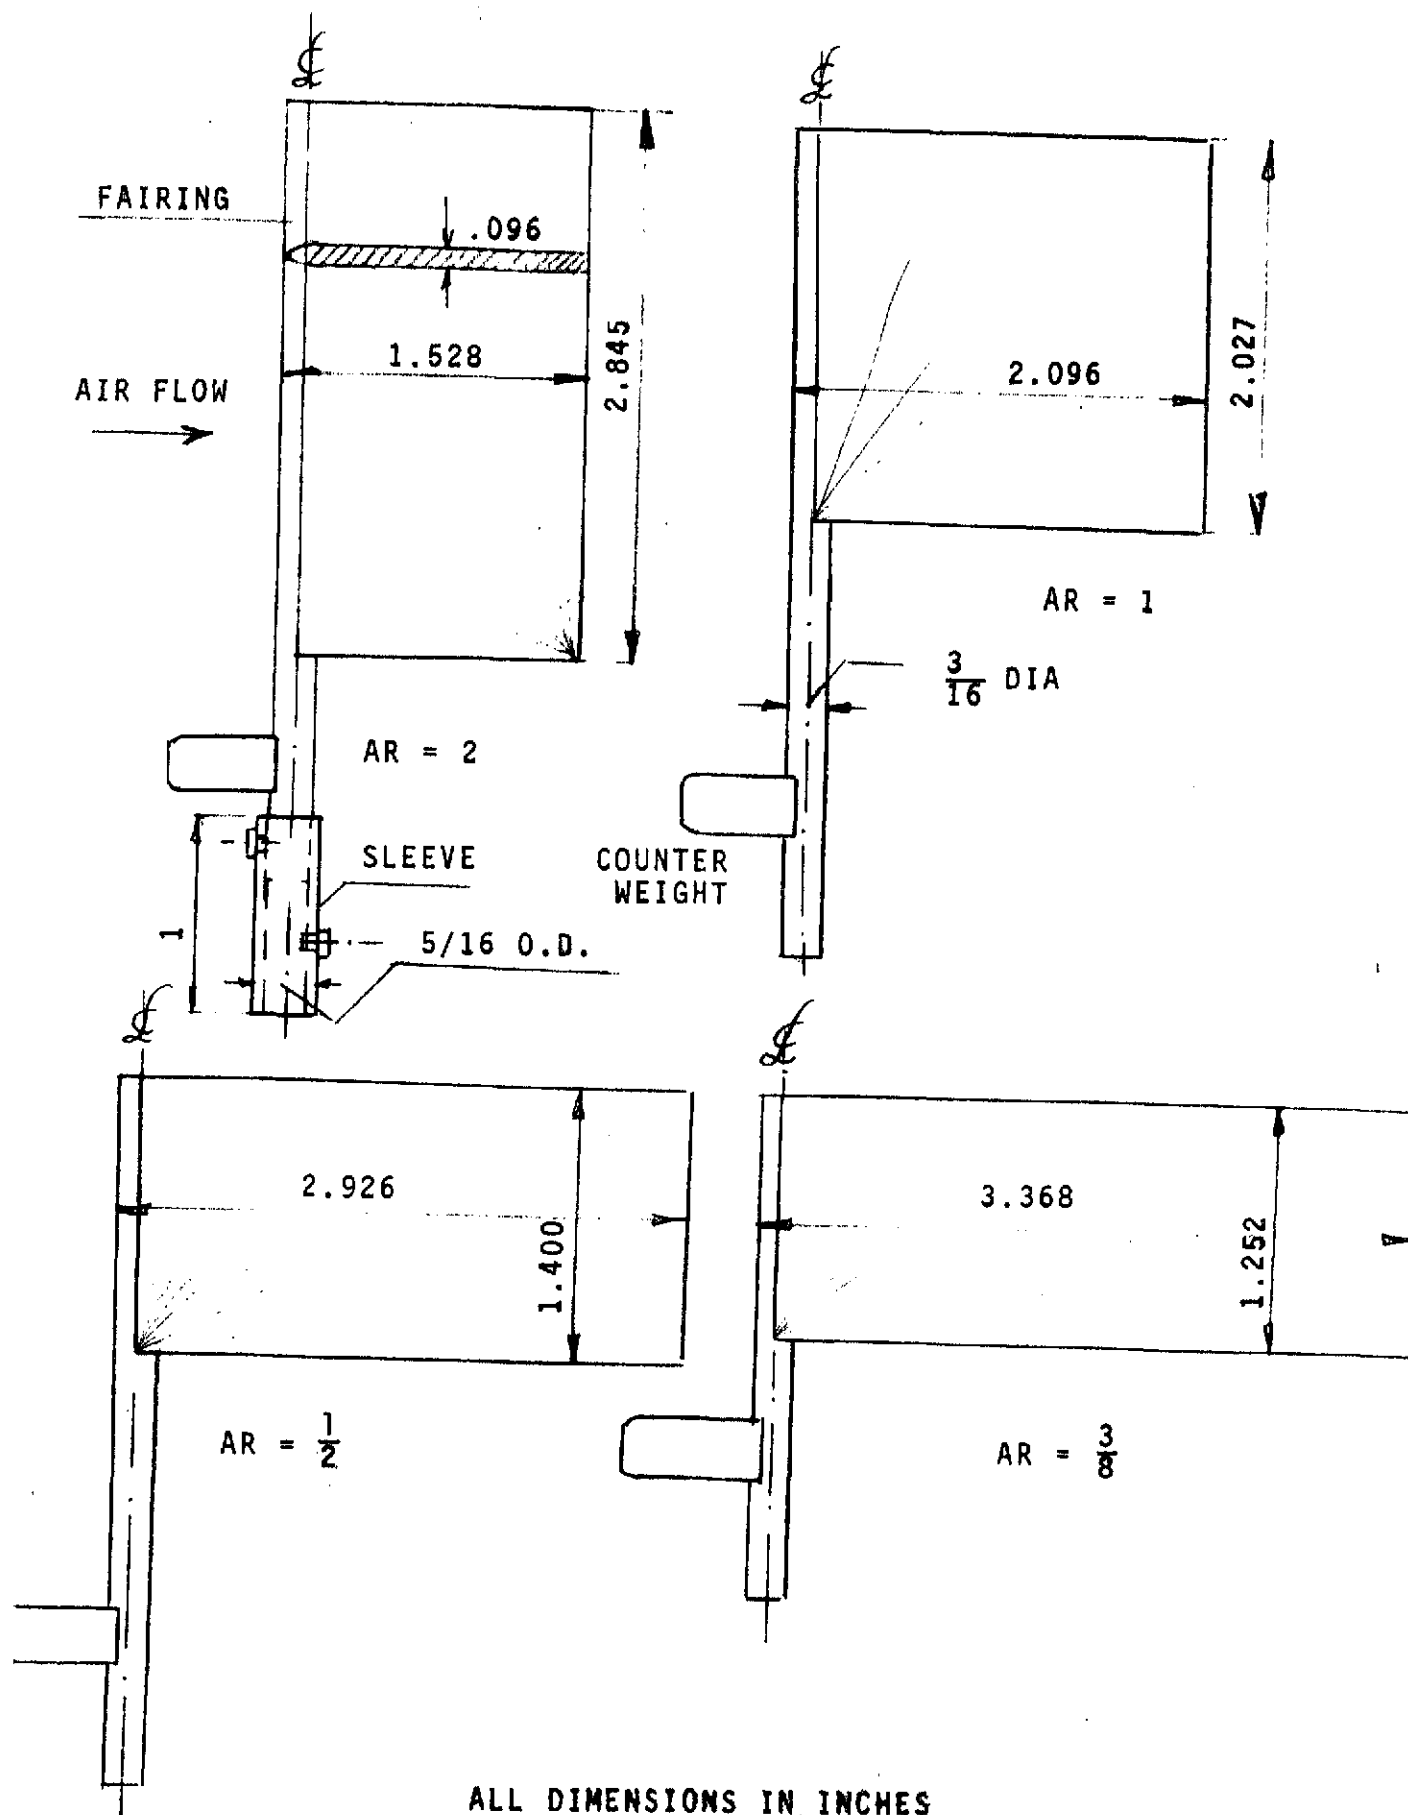 ℄
℄
FAIRING
.096
1.528
2.845
AIR FLOW
2.096
2.027
AR = 1
3/16 DIA
AR = 2
SLEEVE
COUNTER
WEIGHT
1
5/16 O.D.
℄
℄
2.926
1.400
3.368
1.252
AR = 1/2
AR = 3/8
ALL DIMENSIONS IN INCHES